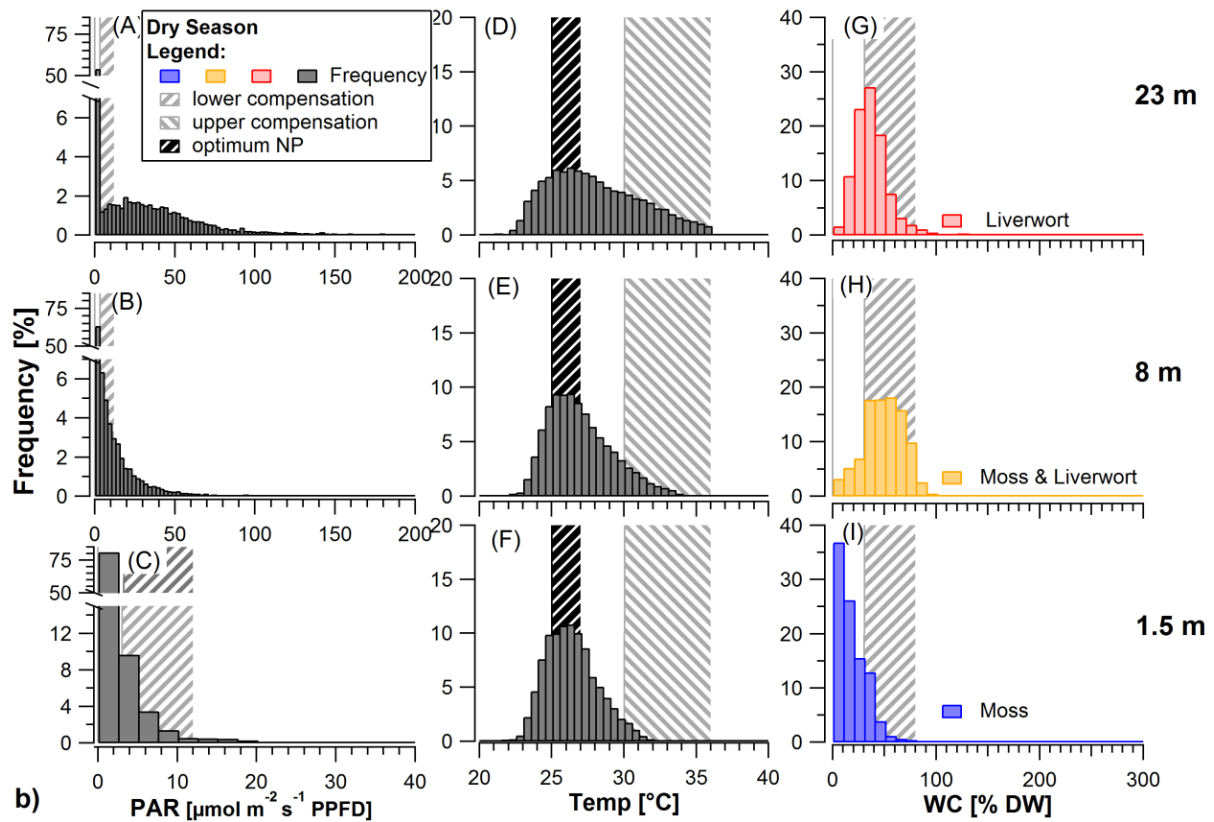 (A)
Dry Season
Legend:
Frequency
lower compensation
upper compensation
optimum NP
85
75
50
6
4
2
0
0 50 100 150 200
(D)
20
15
10
5
0
(G)
40
30
20
10
0
Liverwort
23 m
Frequency [%]
(B)
75
50
6
4
2
0
0 50 100 150 200
(E)
20
15
10
5
0
(H)
40
30
20
10
0
Moss & Liverwort
8 m
(C)
75
50
12
8
4
0
0 10 20 30 40
PAR [µmol m⁻² s⁻¹ PPFD]
(F)
20
15
10
5
0
20 25 30 35 40
Temp [°C]
(I)
40
30
20
10
0
0 100 200 300
WC [% DW]
Moss
1.5 m
b)